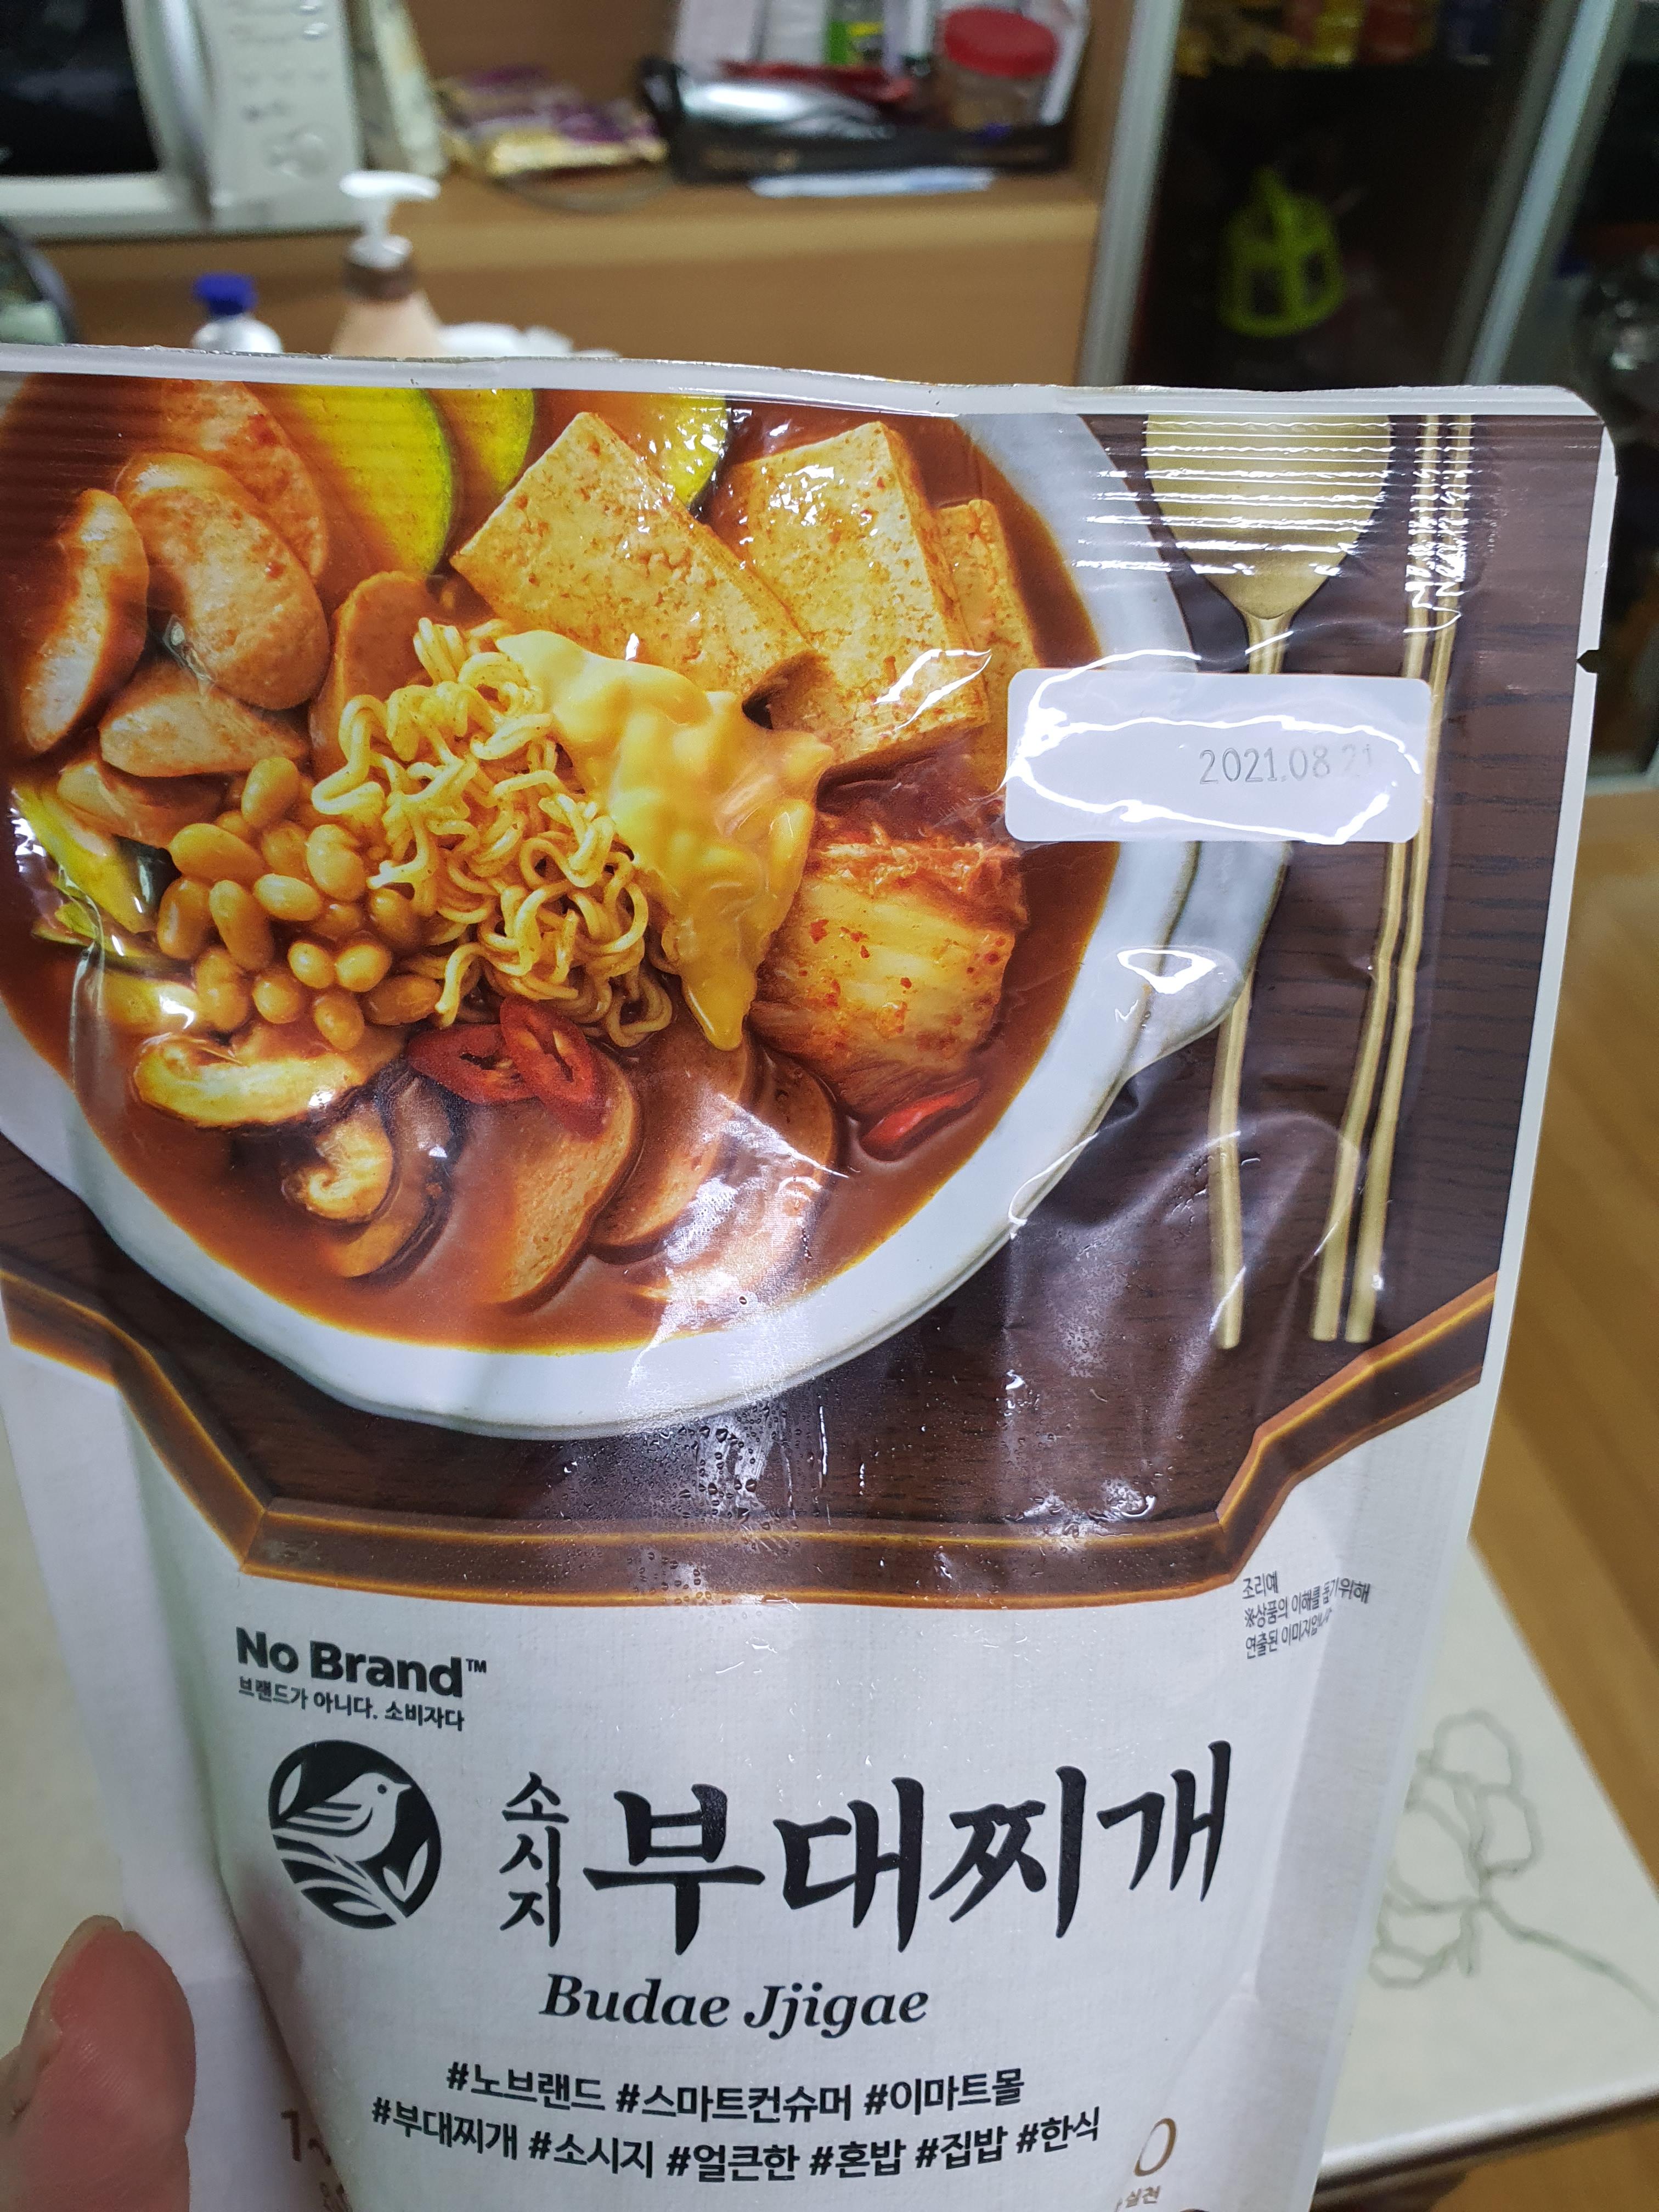 2021.08.21
조리예
※상품의 이해를 돕기위해
연출된 이미지입니다
No Brand™
브랜드가 아니다. 소비자다
소시지
부대찌개
Budae Jjigae
#노브랜드 #스마트컨슈머 #이마트몰
#부대찌개 #소시지 #얼큰한 #혼밥 #집밥 #한식